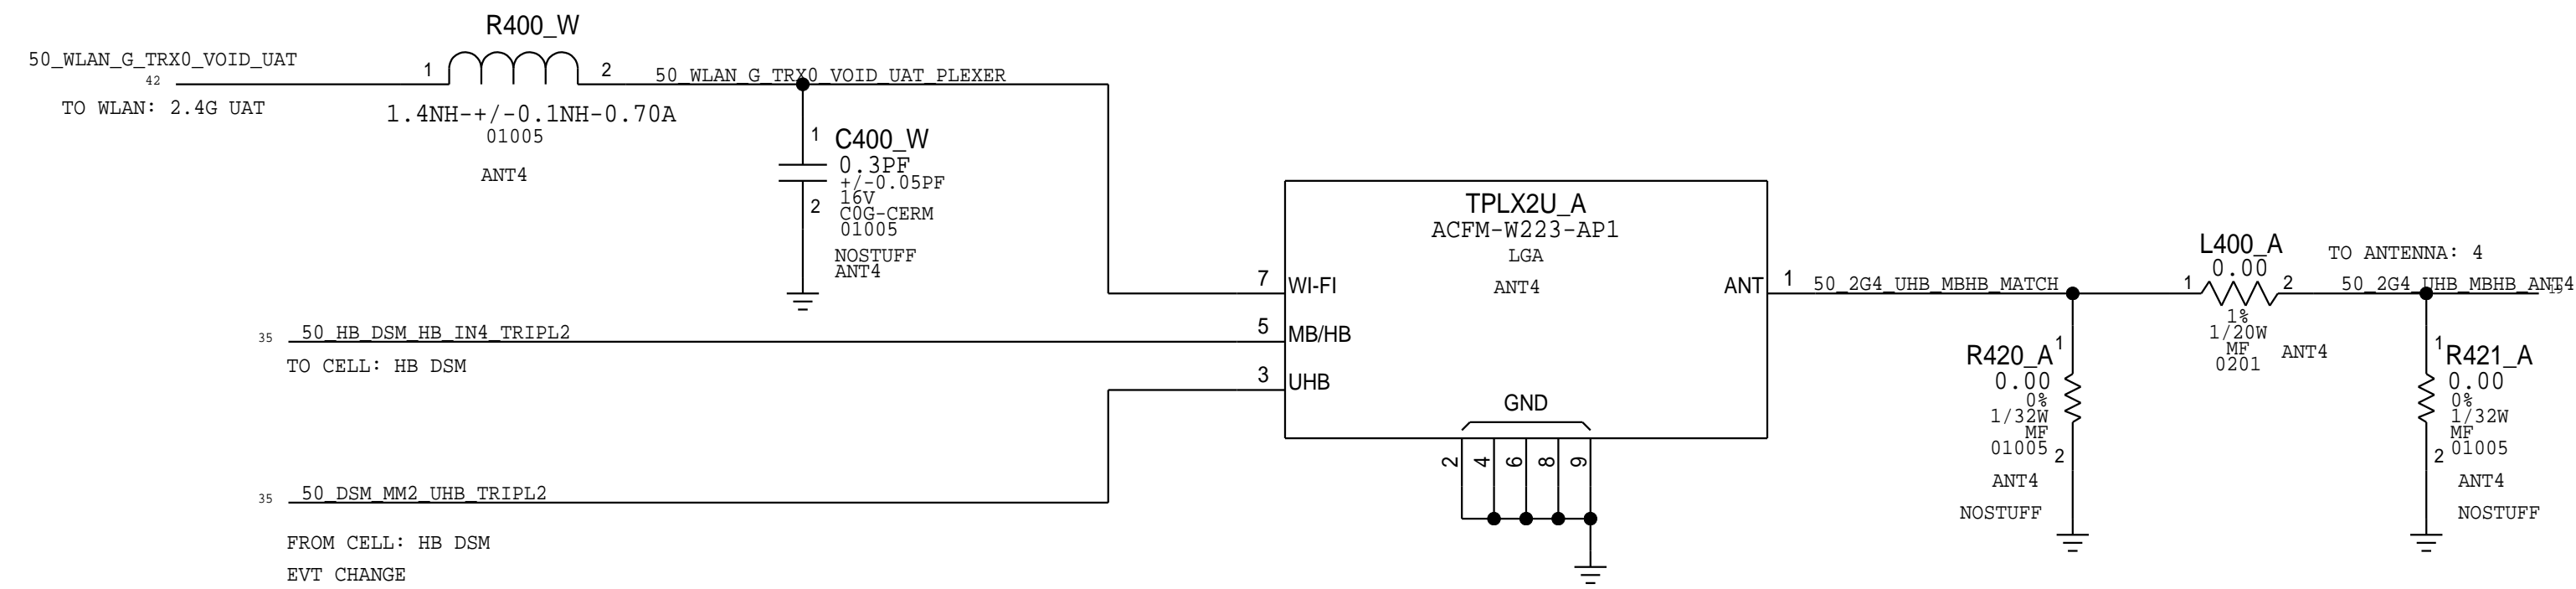 R400_W
50_WLAN_G_TRX0_VOID_UAT
42
TO WLAN: 2.4G UAT
1
2
1.4NH-+/-0.1NH-0.70A
01005
ANT4
50_WLAN_G_TRX0_VOID_UAT_PLEXER
1
C400_W
0.3PF
+/-0.05PF
16V
2
C0G-CERM
01005
NOSTUFF
ANT4
35
50_HB_DSM_HB_IN4_TRIPL2
TO CELL: HB DSM
35
50_DSM_MM2_UHB_TRIPL2
FROM CELL: HB DSM
EVT CHANGE
TPLX2U_A
ACFM-W223-AP1
LGA
ANT4
7
WI-FI
5
MB/HB
3
UHB
ANT
1
GND
2
4
6
8
9
50_2G4_UHB_MBHB_MATCH
L400_A
0.00
1
2
1%
1/20W
MF
0201
ANT4
TO ANTENNA: 4
50_2G4_UHB_MBHB_ANT4
R420_A
1
0.00
0%
1/32W
MF
01005
2
ANT4
NOSTUFF
1
R421_A
0.00
0%
1/32W
MF
01005
2
ANT4
NOSTUFF